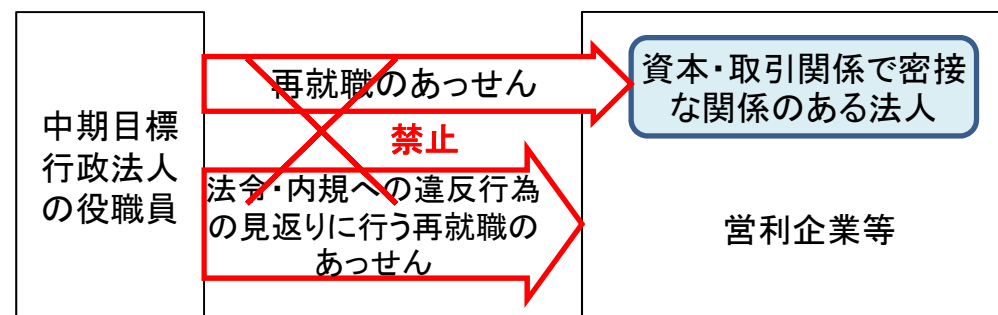 中期目標
行政法人
の役職員
再就職のあっせん
禁止
法令・内規への違反行為
の見返りに行う再就職の
あっせん
資本・取引関係で密接
な関係のある法人
営利企業等